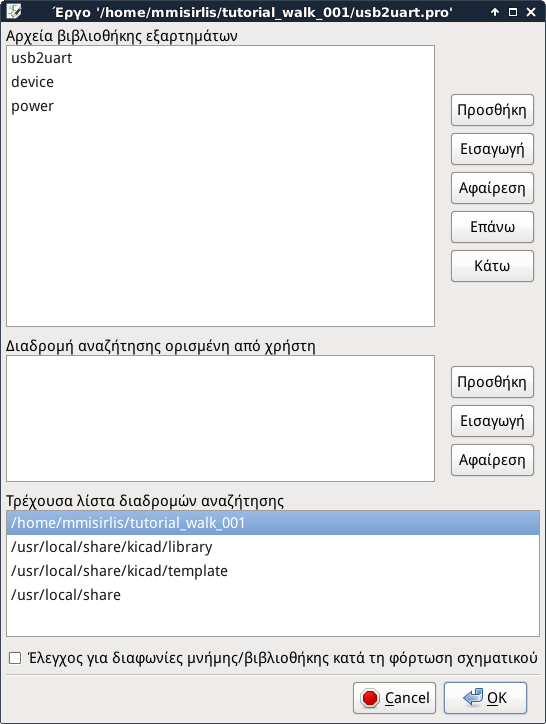 Έργο '/home/mmisirlis/tutorial_walk_001/usb2uart.pro'
Αρχεία βιβλιοθήκης εξαρτημάτων
usb2uart
device
power
Προσθήκη
Εισαγωγή
Αφαίρεση
Επάνω
Κάτω
Διαδρομή αναζήτησης ορισμένη από χρήστη
Προσθήκη
Εισαγωγή
Αφαίρεση
Τρέχουσα λίστα διαδρομών αναζήτησης
/home/mmisirlis/tutorial_walk_001
/usr/local/share/kicad/library
/usr/local/share/kicad/template
/usr/local/share
Έλεγχος για διαφωνίες μνήμης/βιβλιοθήκης κατά τη φόρτωση σχηματικού
Cancel
OK